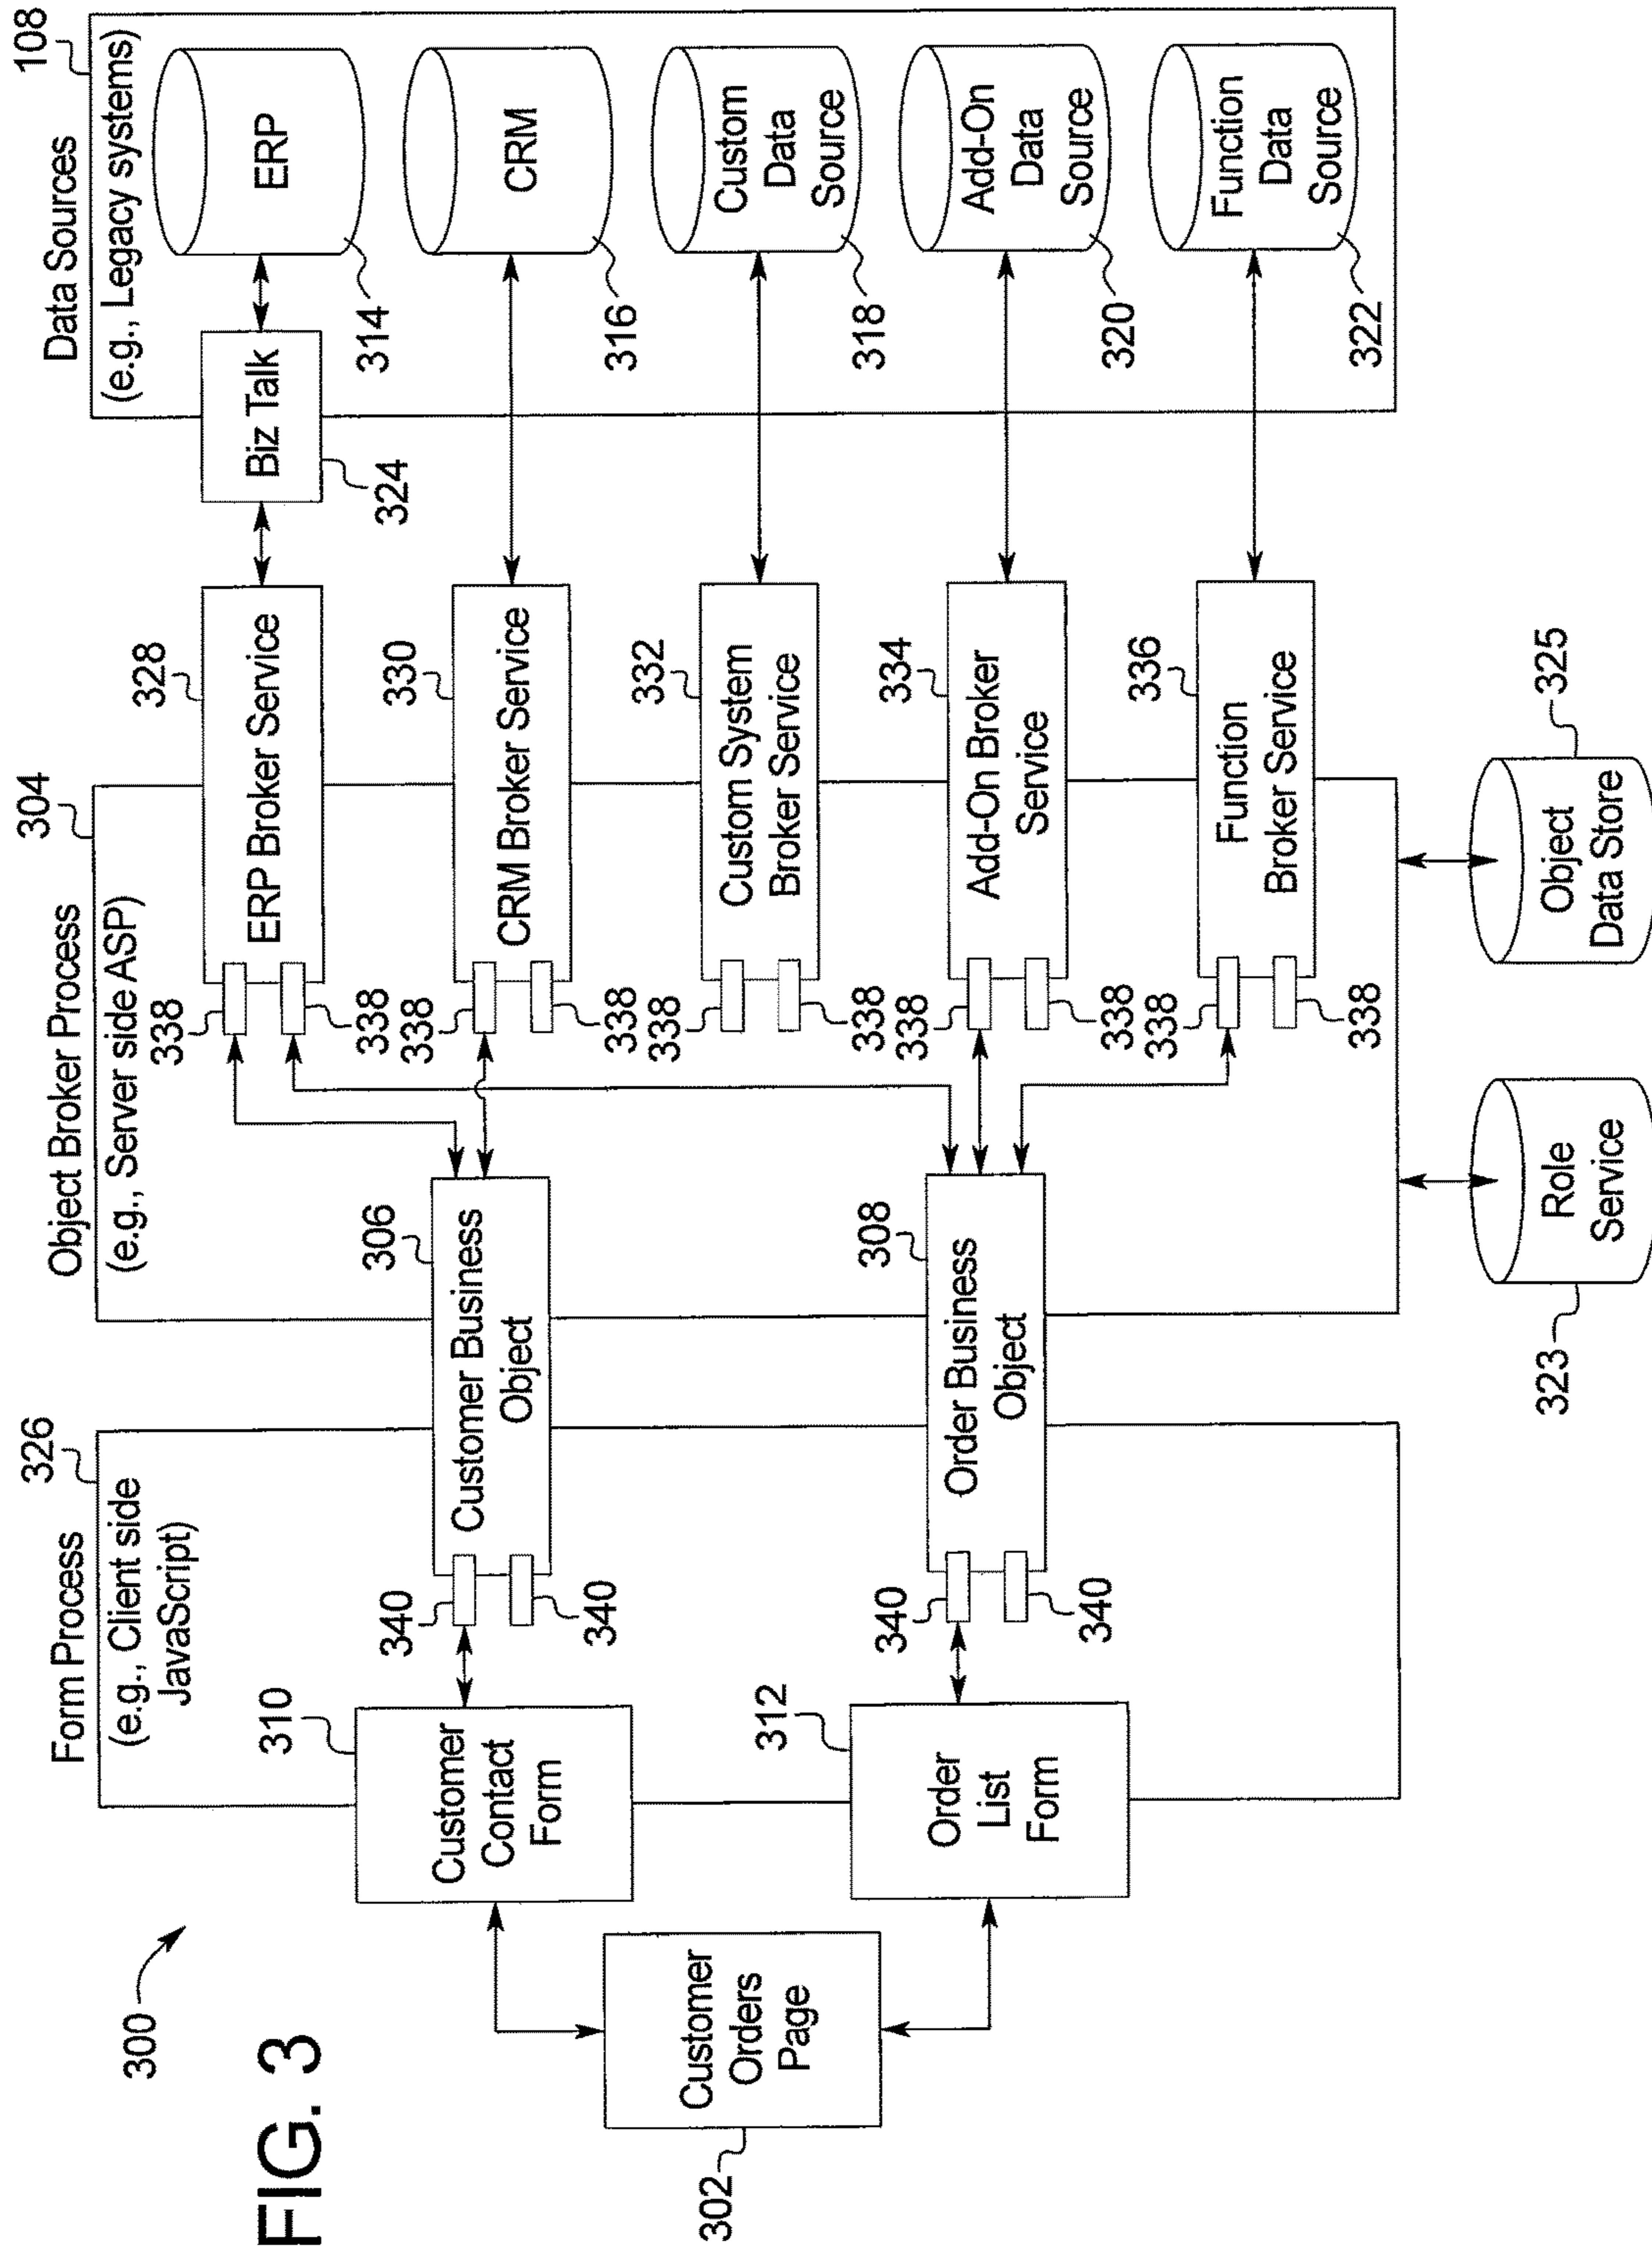 FIG. 3
300
302
Customer
Orders
Page
Form Process
326
(e.g., Client side
JavaScript)
310
Customer
Contact
Form
312
Order
List
Form
340
340
340
340
Object Broker Process
304
(e.g., Server side ASP)
306
Customer Business
Object
308
Order Business
Object
338
338
338
338
338
338
338
338
338
338
328
ERP Broker Service
330
CRM Broker Service
332
Custom System
Broker Service
334
Add-On Broker
Service
336
Function
Broker Service
323
Role
Service
325
Object
Data Store
Data Sources
108
(e.g., Legacy systems)
Biz Talk
324
ERP
314
CRM
316
Custom
Data
Source
318
Add-On
Data
Source
320
Function
Data
Source
322